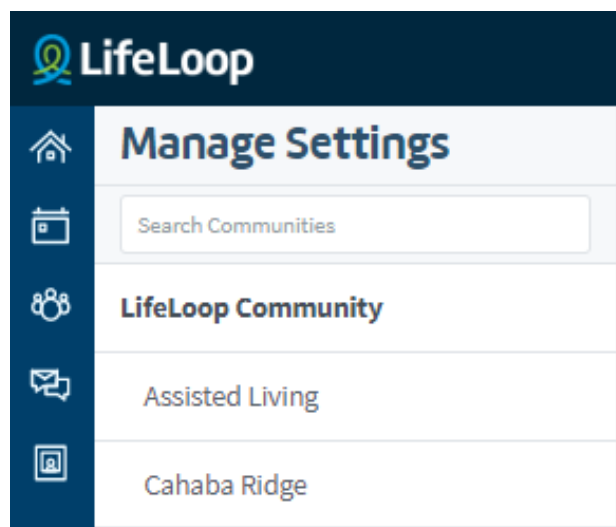 LifeLoop
Manage Settings
Search Communities
LifeLoop Community
Assisted Living
Cahaba Ridge